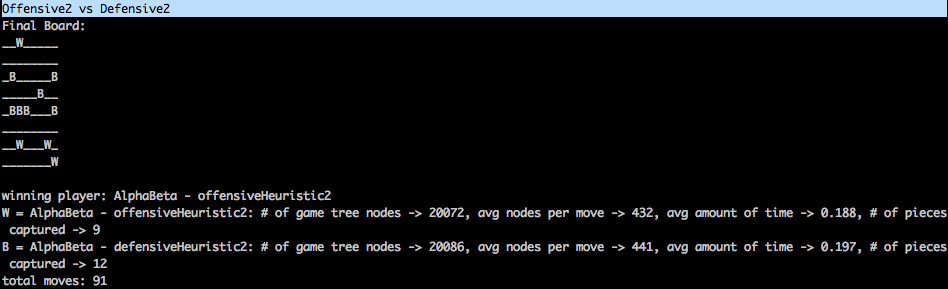 Offensive2 vs Defensive2
Final Board:
__W_____
________
_B_____B
_____B__
_BBB___B
________
__W___W_
_______W
winning player: AlphaBeta - offensiveHeuristic2
W = AlphaBeta - offensiveHeuristic2: # of game tree nodes -> 20072, avg nodes per move -> 432, avg amount of time -> 0.188, # of pieces
captured -> 9
B = AlphaBeta - defensiveHeuristic2: # of game tree nodes -> 20086, avg nodes per move -> 441, avg amount of time -> 0.197, # of pieces
captured -> 12
total moves: 91